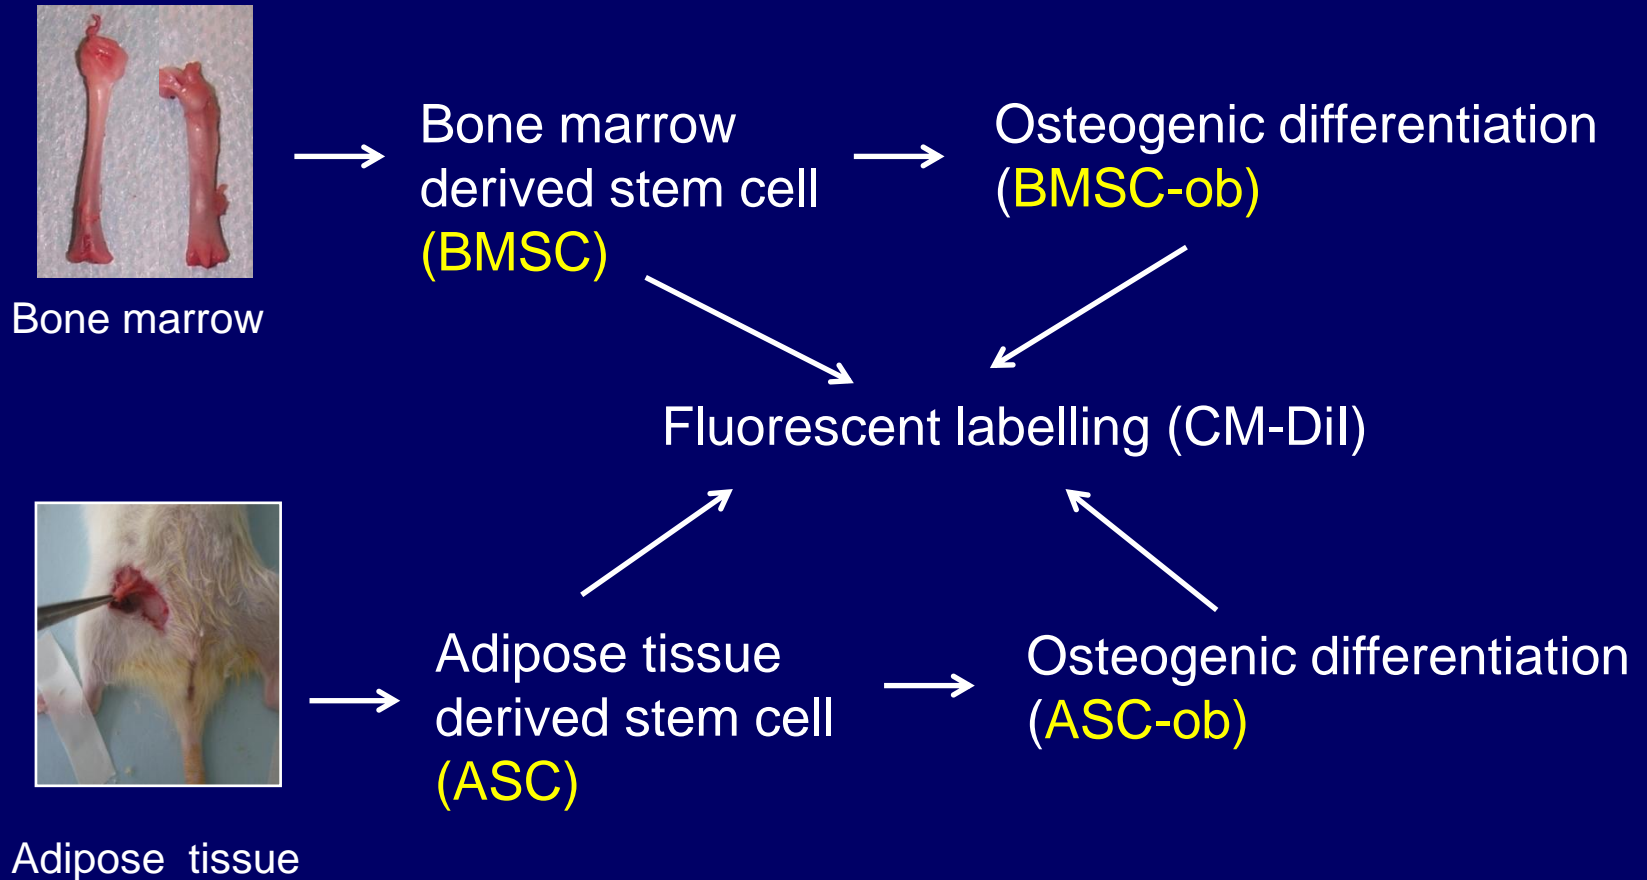 Bone marrow
derived stem cell
(BMSC)
Osteogenic differentiation
(BMSC-ob)
Bone marrow
Fluorescent labelling (CM-Dil)
Adipose tissue
derived stem cell
(ASC)
Osteogenic differentiation
(ASC-ob)
Adipose tissue